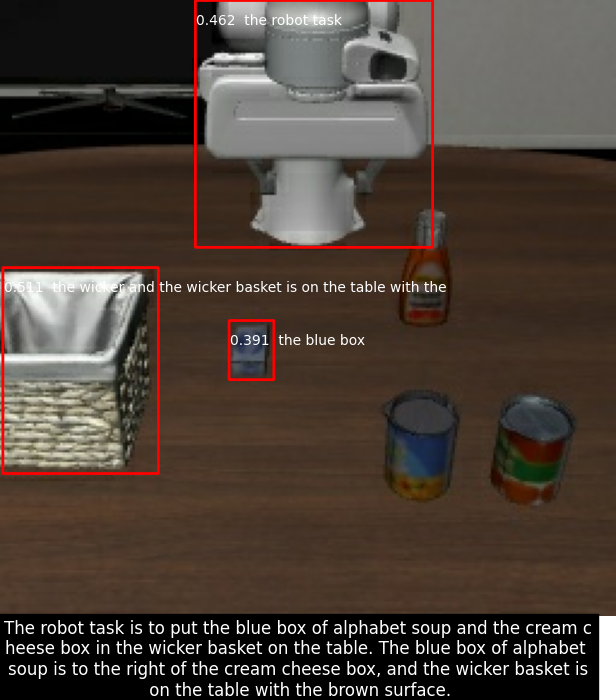 0.462 the robot task
0.511 the wicker and the wicker basket is on the table with the
0.391 the blue box
The robot task is to put the blue box of alphabet soup and the cream c
heese box in the wicker basket on the table. The blue box of alphabet
soup is to the right of the cream cheese box, and the wicker basket is
on the table with the brown surface.